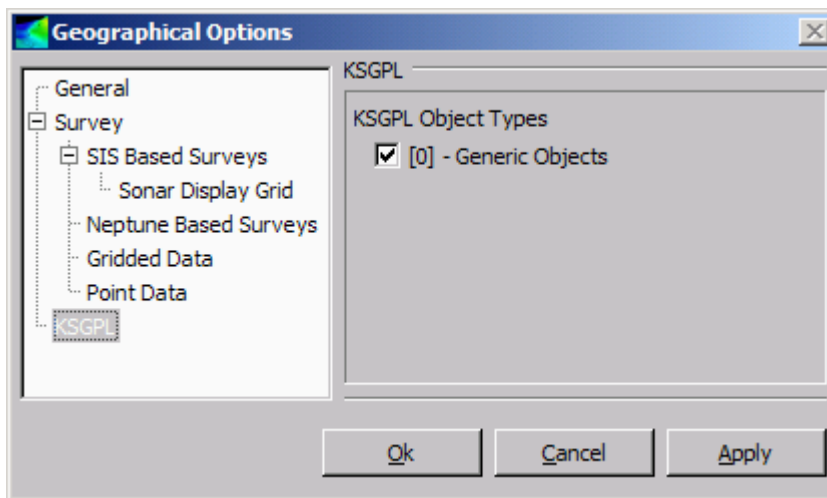 Geographical Options
General
Survey
SIS Based Surveys
Sonar Display Grid
Neptune Based Surveys
Gridded Data
Point Data
KSGPL
KSGPL
KSGPL Object Types
[0] - Generic Objects
Ok
Cancel
Apply